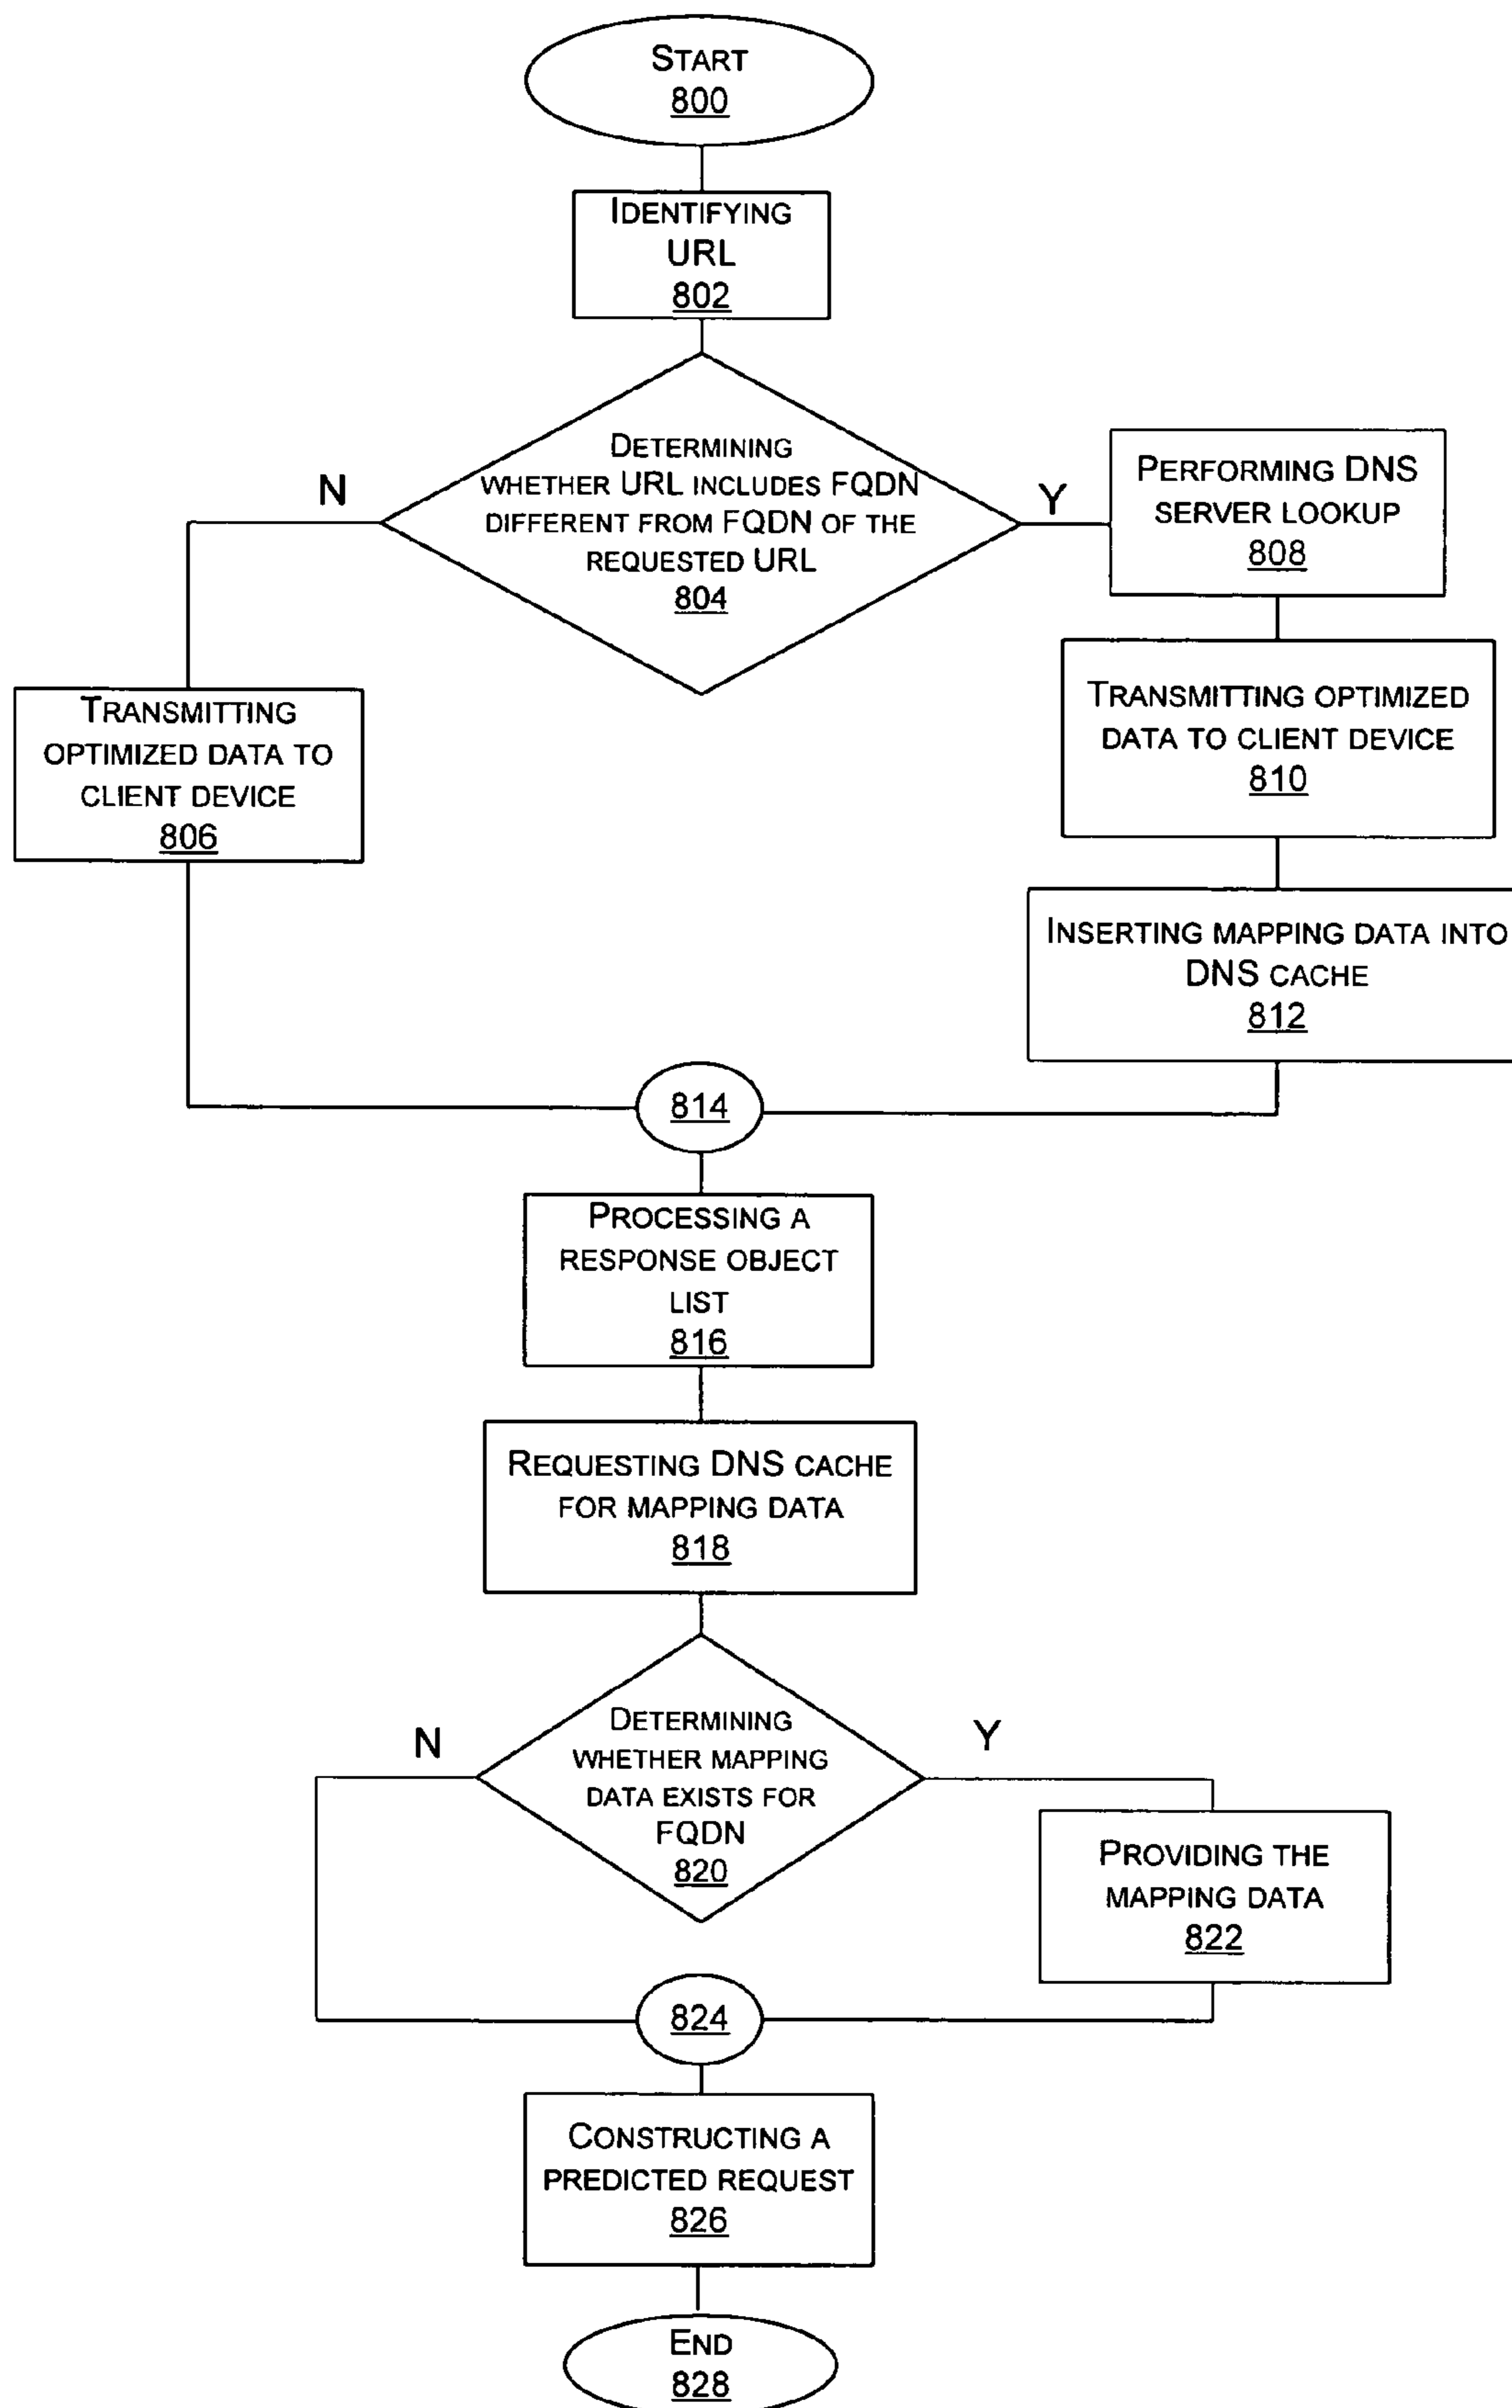 START
800
IDENTIFYING
URL
802
DETERMINING
WHETHER URL INCLUDES FQDN
DIFFERENT FROM FQDN OF THE
REQUESTED URL
804
N
Y
PERFORMING DNS
SERVER LOOKUP
808
TRANSMITTING
OPTIMIZED DATA TO
CLIENT DEVICE
806
TRANSMITTING OPTIMIZED
DATA TO CLIENT DEVICE
810
INSERTING MAPPING DATA INTO
DNS CACHE
812
814
PROCESSING A
RESPONSE OBJECT
LIST
816
REQUESTING DNS CACHE
FOR MAPPING DATA
818
DETERMINING
WHETHER MAPPING
DATA EXISTS FOR
FQDN
820
N
Y
PROVIDING THE
MAPPING DATA
822
824
CONSTRUCTING A
PREDICTED REQUEST
826
END
828